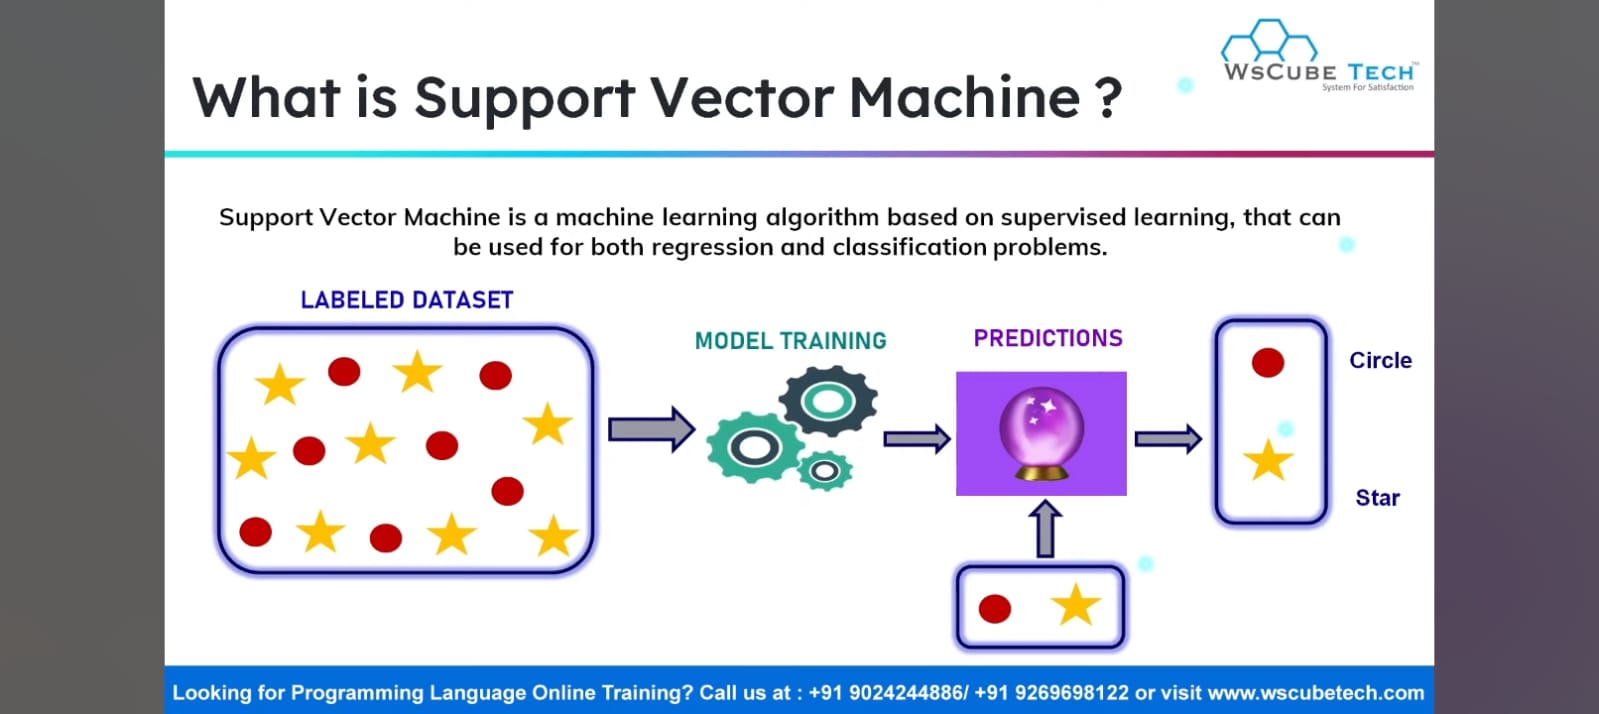 WsCube Tech™
System For Satisfaction
What is Support Vector Machine ?
Support Vector Machine is a machine learning algorithm based on supervised learning, that can
be used for both regression and classification problems.
LABELED DATASET
MODEL TRAINING
PREDICTIONS
Circle
Star
Looking for Programming Language Online Training? Call us at : +91 9024244886/ +91 9269698122 or visit www.wscubetech.com